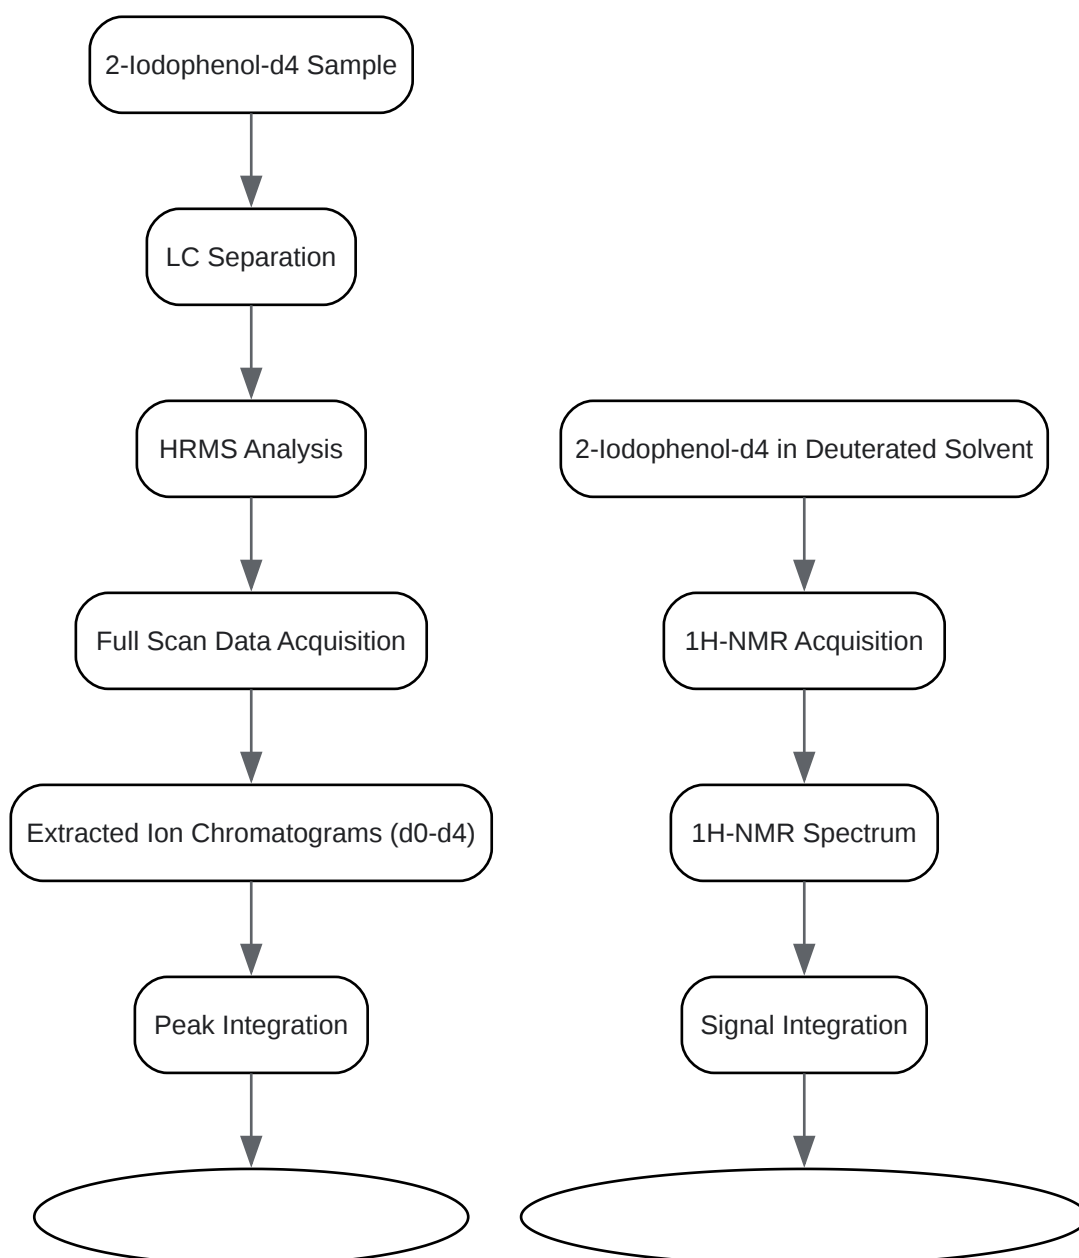 2-Iodophenol-d4 Sample
LC Separation
HRMS Analysis
Full Scan Data Acquisition
Extracted Ion Chromatograms (d0-d4)
Peak Integration
2-Iodophenol-d4 in Deuterated Solvent
1H-NMR Acquisition
1H-NMR Spectrum
Signal Integration